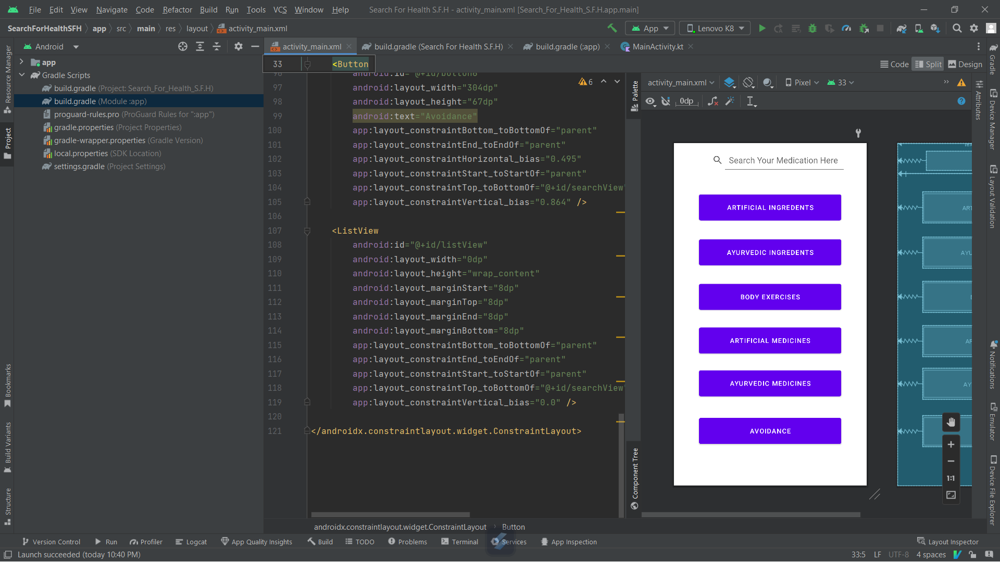 File Edit View Navigate Code Refactor Build Run Tools VCS Window Help Search For Health S.F.H - activity_main.xml [Search_For_Health_S.F.H.app.main]
SearchForHealthSFH app src main res layout activity_main.xml App Lenovo K8
Android activity_main.xml build.gradle (Search For Health S.F.H) build.gradle (:app) MainActivity.kt
33 <Button Code Split Design
app
Gradle Scripts
build.gradle (Project: Search_For_Health_S.F.H)
build.gradle (Module :app)
proguard-rules.pro (ProGuard Rules for ":app")
gradle.properties (Project Properties)
gradle-wrapper.properties (Gradle Version)
local.properties (SDK Location)
settings.gradle (Project Settings)
Resource Manager
Project
Bookmarks
Build Variants
Structure
96 android:id="@+id/button6"
97 android:layout_width="304dp"
98 android:layout_height="67dp"
99 android:text="Avoidance"
100 app:layout_constraintBottom_toBottomOf="parent"
101 app:layout_constraintEnd_toEndOf="parent"
102 app:layout_constraintHorizontal_bias="0.495"
103 app:layout_constraintStart_toStartOf="parent"
104 app:layout_constraintTop_toBottomOf="@+id/searchView"
105 app:layout_constraintVertical_bias="0.864" />
106
107 <ListView
108 android:id="@+id/listView"
109 android:layout_width="0dp"
110 android:layout_height="wrap_content"
111 android:layout_marginStart="8dp"
112 android:layout_marginTop="8dp"
113 android:layout_marginEnd="8dp"
114 android:layout_marginBottom="8dp"
115 app:layout_constraintBottom_toBottomOf="parent"
116 app:layout_constraintEnd_toEndOf="parent"
117 app:layout_constraintStart_toStartOf="parent"
118 app:layout_constraintTop_toBottomOf="@+id/searchView"
119 app:layout_constraintVertical_bias="0.0" />
120
121 </androidx.constraintlayout.widget.ConstraintLayout>
6
Palette
Component Tree
activity_main.xml Pixel 33
0dp
Search Your Medication Here
ARTIFICIAL INGREDENTS
AYURVEDIC INGREDENTS
BODY EXERCISES
ARTIFICIAL MEDICINES
AYURVEDIC MEDICINES
AVOIDANCE
ART
AYU
B
AR
AY
1:1
Attributes
Gradle
Device Manager
Layout Validation
Notifications
Emulator
Device File Explorer
androidx.constraintlayout.widget.ConstraintLayout Button
Version Control Run Profiler Logcat App Quality Insights Build TODO Problems Terminal Services App Inspection Layout Inspector
Launch succeeded (today 10:40 PM) 33:5 LF UTF-8 4 spaces